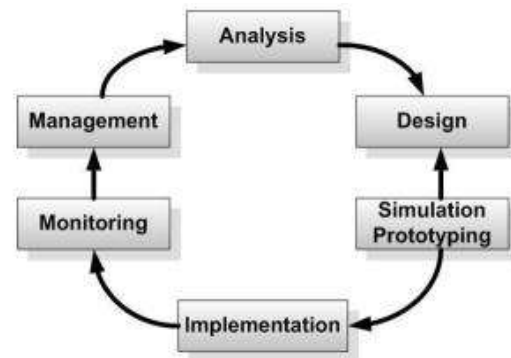 Analysis
Management
Design
Monitoring
Simulation
Prototyping
Implementation